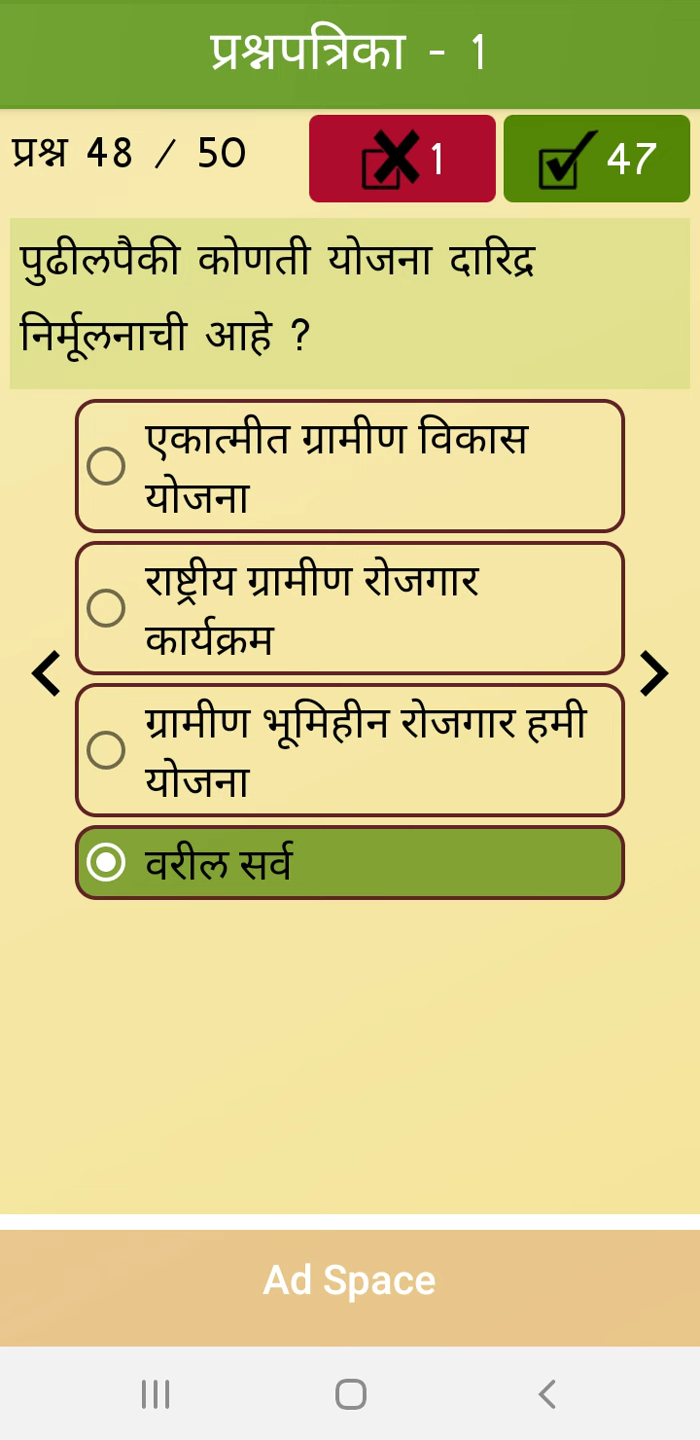 प्रश्नपत्रिका - 1
प्रश्न 48 / 50
1
47
पुढीलपैकी कोणती योजना दारिद्र
निर्मूलनाची आहे ?
एकात्मीत ग्रामीण विकास
योजना
राष्ट्रीय ग्रामीण रोजगार
कार्यक्रम
ग्रामीण भूमिहीन रोजगार हमी
योजना
वरील सर्व
Ad Space